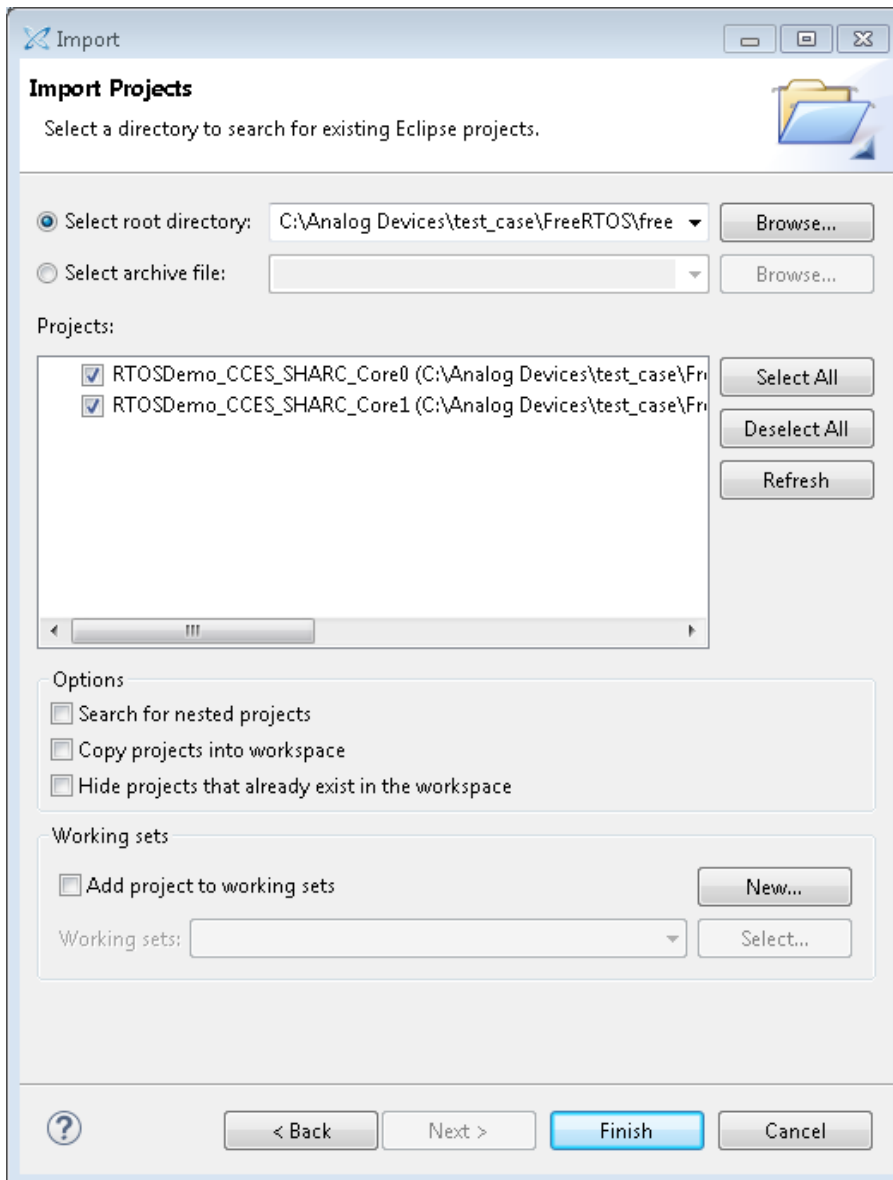 Import
Import Projects
Select a directory to search for existing Eclipse projects.
Select root directory: C:\Analog Devices\test_case\FreeRTOS\free Browse...
Select archive file: Browse...
Projects:
RTOSDemo_CCES_SHARC_Core0 (C:\Analog Devices\test_case\Fr Select All
RTOSDemo_CCES_SHARC_Core1 (C:\Analog Devices\test_case\Fr
Deselect All
Refresh
Options
Search for nested projects
Copy projects into workspace
Hide projects that already exist in the workspace
Working sets
Add project to working sets New...
Working sets: Select...
? < Back Next > Finish Cancel